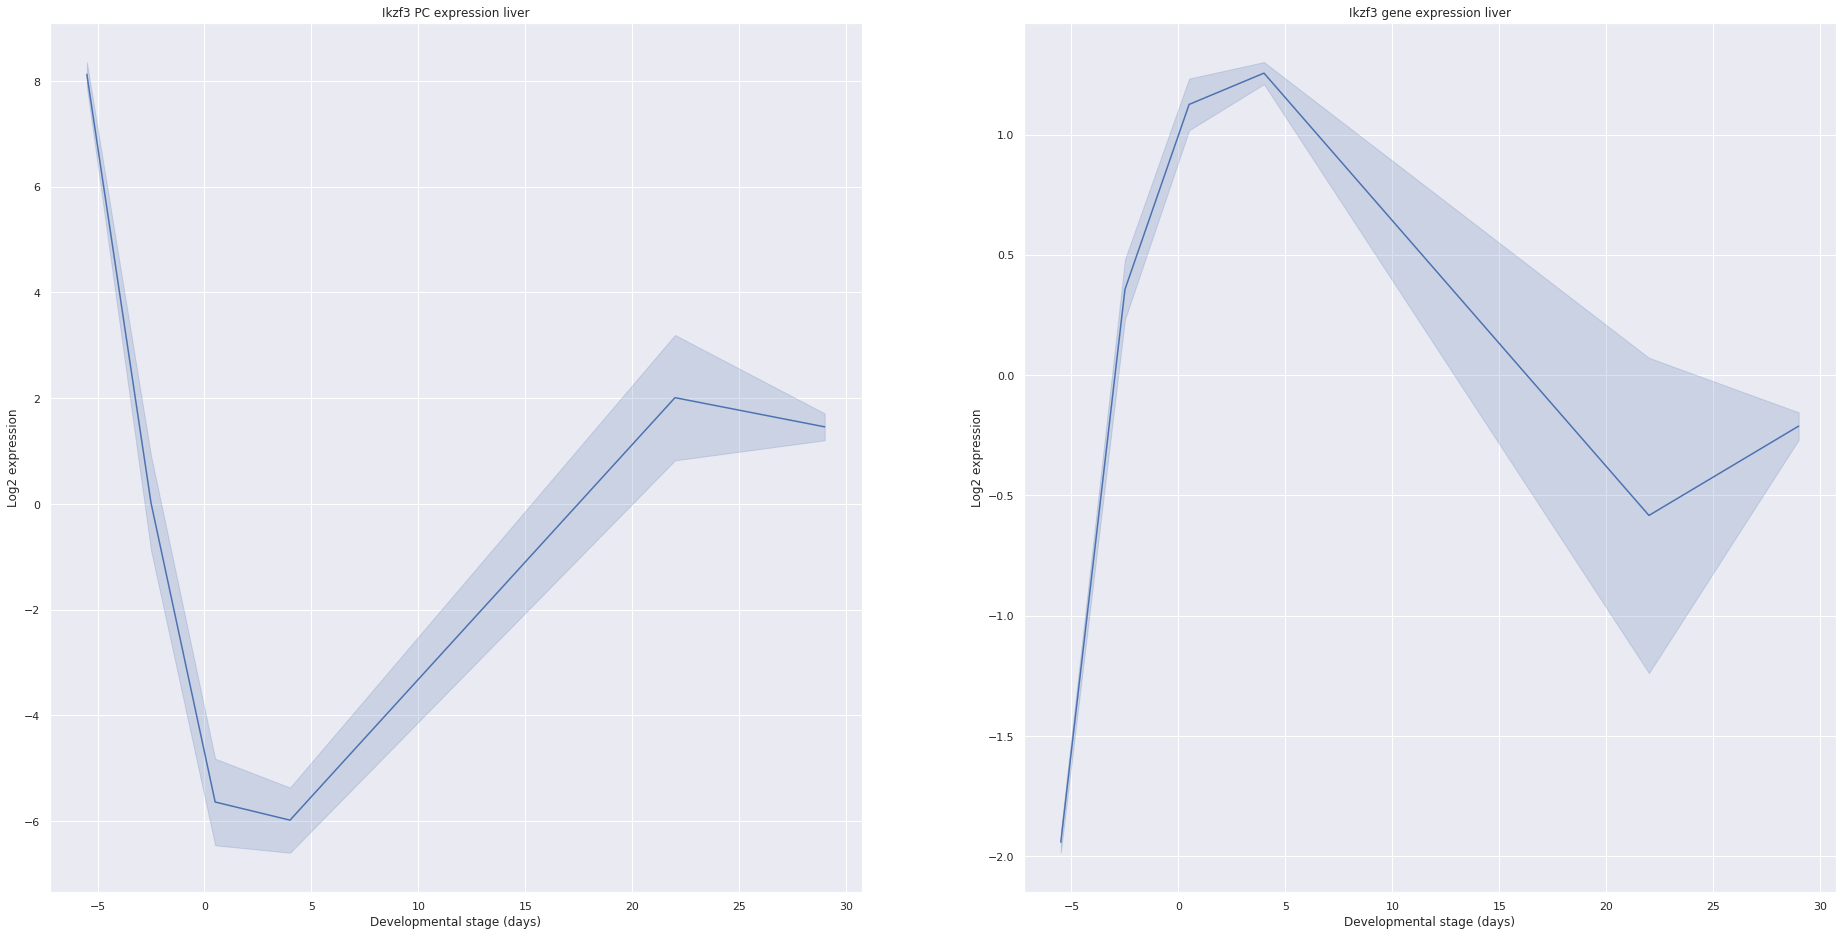 Ikzf3 PC expression liver
8
6
4
2
0
−2
−4
−6
Log2 expression
−5 0 5 10 15 20 25 30
Developmental stage (days)
Ikzf3 gene expression liver
1.0
0.5
0.0
−0.5
−1.0
−1.5
−2.0
Log2 expression
−5 0 5 10 15 20 25 30
Developmental stage (days)